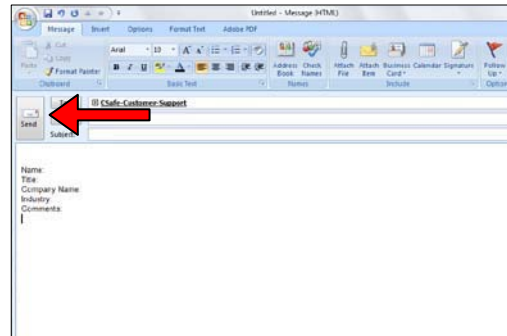 Untitled - Message (HTML)
Message Insert Options Format Text Adobe PDF
Cut
Copy
Paste Format Painter
Arial 10
B I U
Address Book Check Names Attach File Attach Item Business Card Calendar Signature Follow Up
Clipboard Basic Text Names Include Options
To CSafe-Customer-Support
Send
Subject:
Name:
Title:
Company Name:
Industry:
Comments: